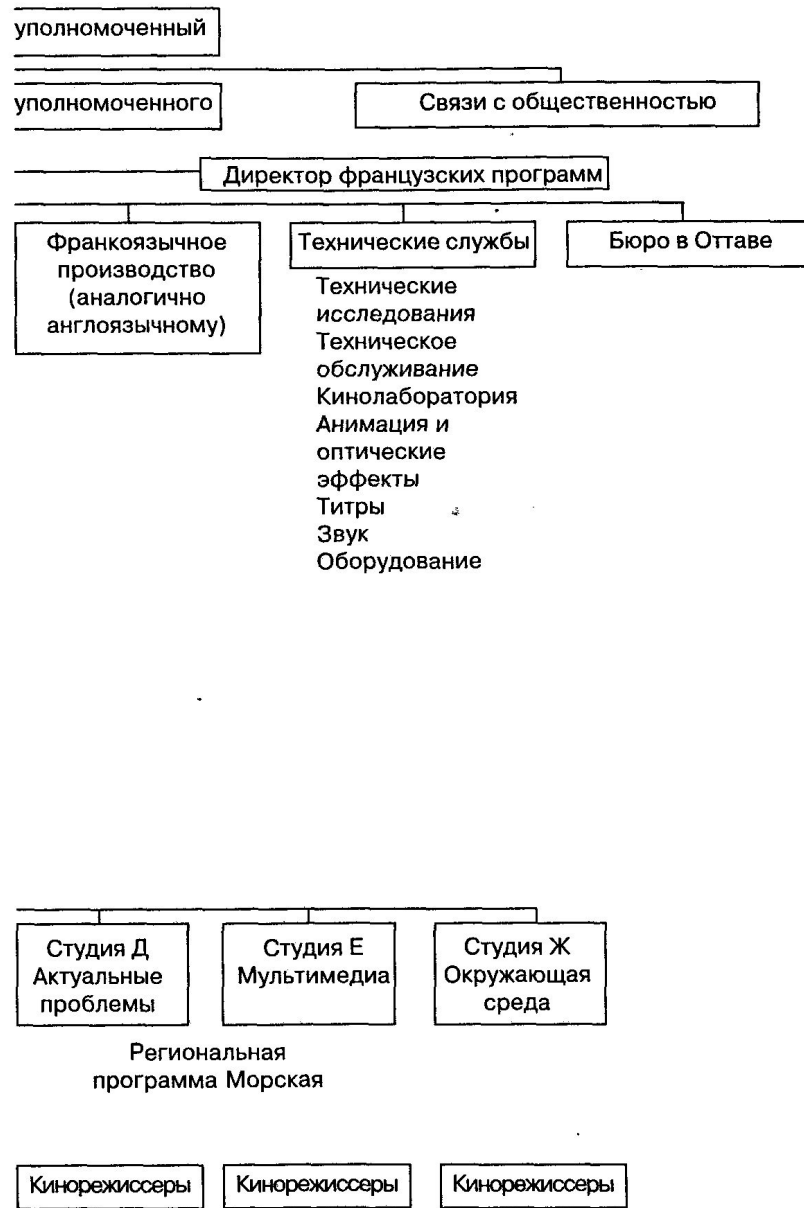 уполномоченный
уполномоченного
Связи с общественностью
Директор французских программ
Франкоязычное
производство
(аналогично
англоязычному)
Технические службы
Технические
исследования
Техническое
обслуживание
Кинолаборатория
Анимация и
оптические
эффекты
Титры
Звук
Оборудование
Бюро в Оттаве
Студия Д
Актуальные
проблемы
Студия Е
Мультимедиа
Студия Ж
Окружающая
среда
Региональная
программа Морская
Кинорежиссеры
Кинорежиссеры
Кинорежиссеры